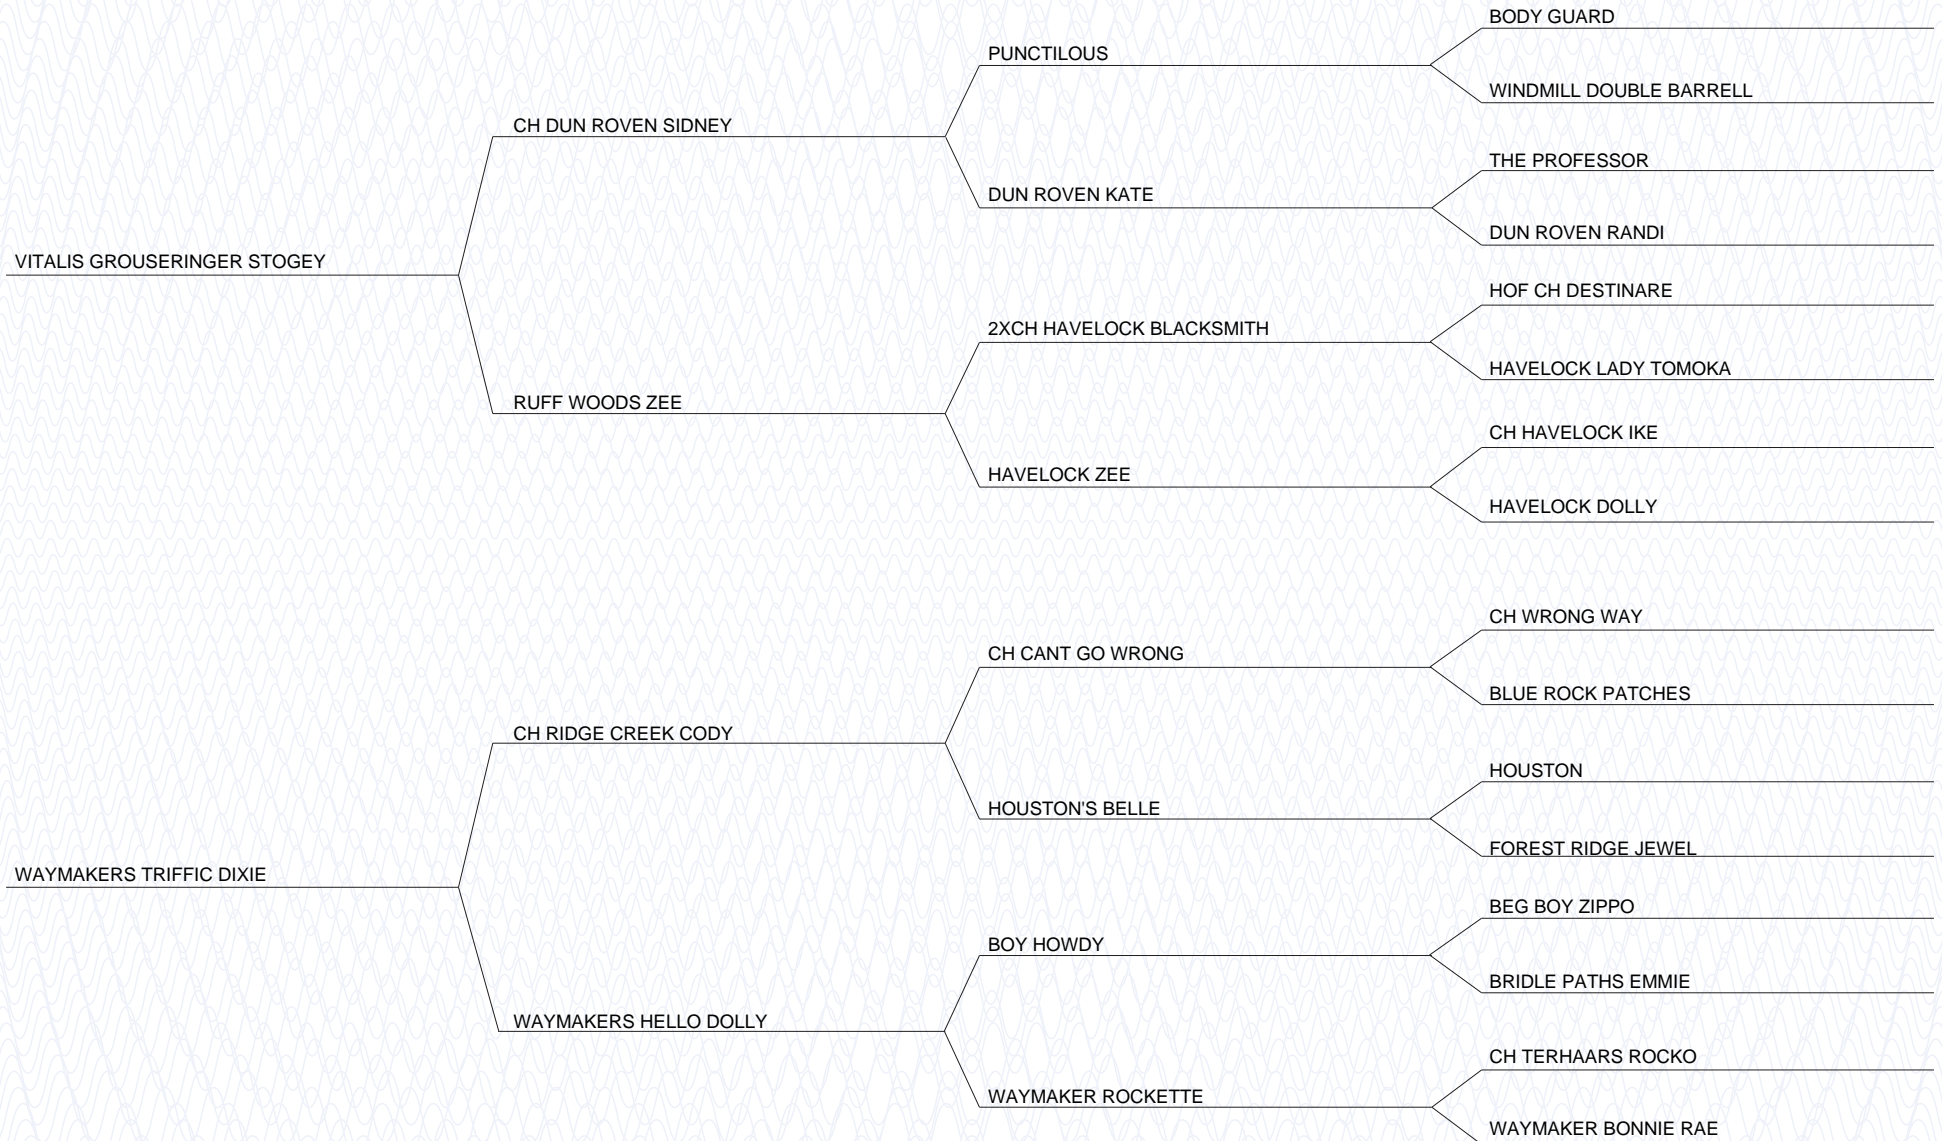 BODY GUARD
PUNCTILOUS
WINDMILL DOUBLE BARRELL
CH DUN ROVEN SIDNEY
THE PROFESSOR
DUN ROVEN KATE
DUN ROVEN RANDI
VITALIS GROUSERINGER STOGEY
HOF CH DESTINARE
2XCH HAVELOCK BLACKSMITH
HAVELOCK LADY TOMOKA
RUFF WOODS ZEE
CH HAVELOCK IKE
HAVELOCK ZEE
HAVELOCK DOLLY
CH WRONG WAY
CH CANT GO WRONG
BLUE ROCK PATCHES
CH RIDGE CREEK CODY
HOUSTON
HOUSTON'S BELLE
FOREST RIDGE JEWEL
WAYMAKERS TRIFFIC DIXIE
BEG BOY ZIPPO
BOY HOWDY
BRIDLE PATHS EMMIE
WAYMAKERS HELLO DOLLY
CH TERHAARS ROCKO
WAYMAKER ROCKETTE
WAYMAKER BONNIE RAE